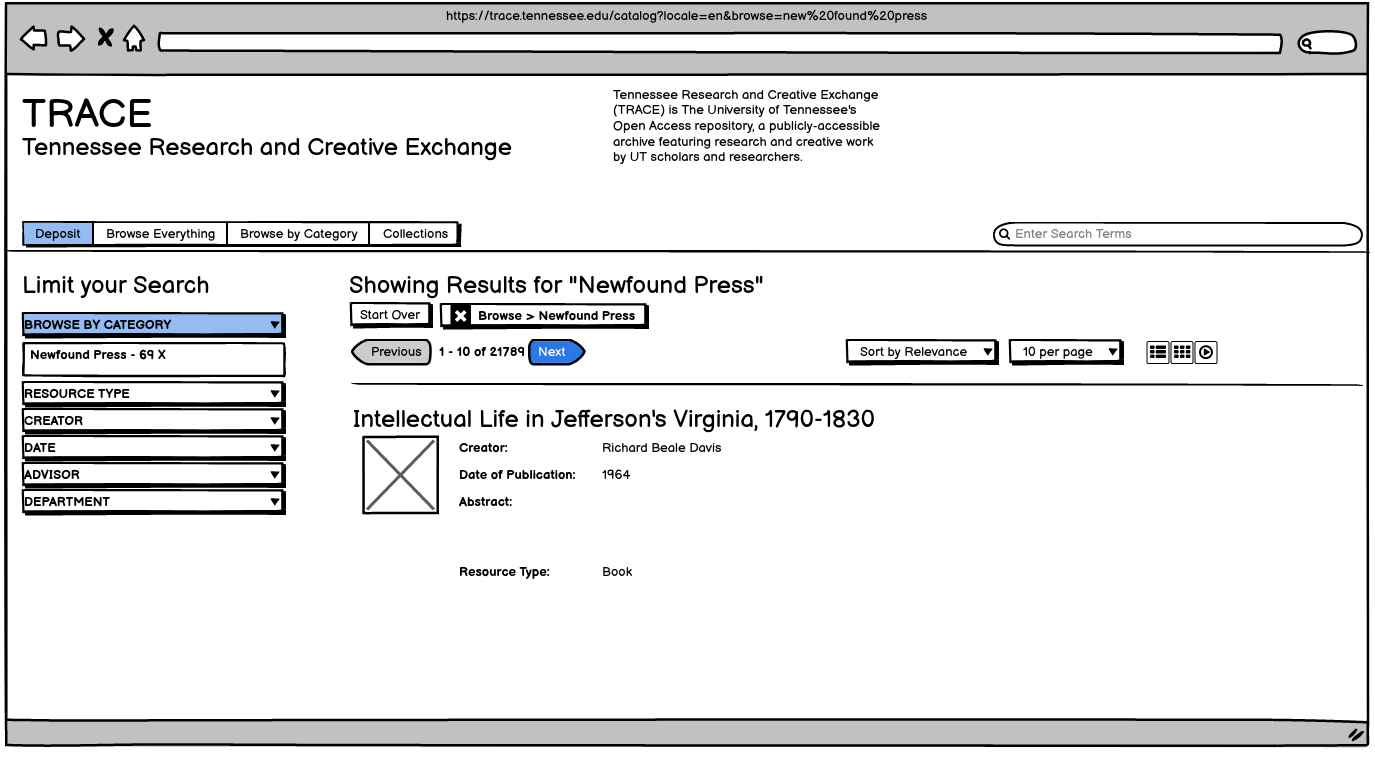 https://trace.tennessee.edu/catalog?locale=en&browse=new%20found%20press
TRACE
Tennessee Research and Creative Exchange
Tennessee Research and Creative Exchange
(TRACE) is The University of Tennessee's
Open Access repository, a publicly-accessible
archive featuring research and creative work
by UT scholars and researchers.
Deposit Browse Everything Browse by Category Collections
Enter Search Terms
Limit your Search
BROWSE BY CATEGORY
Newfound Press - 69 X
RESOURCE TYPE
CREATOR
DATE
ADVISOR
DEPARTMENT
Showing Results for "Newfound Press"
Start Over Browse > Newfound Press
Previous 1 - 10 of 21789 Next Sort by Relevance 10 per page
Intellectual Life in Jefferson's Virginia, 1790-1830
Creator: Richard Beale Davis
Date of Publication: 1964
Abstract:
Resource Type: Book